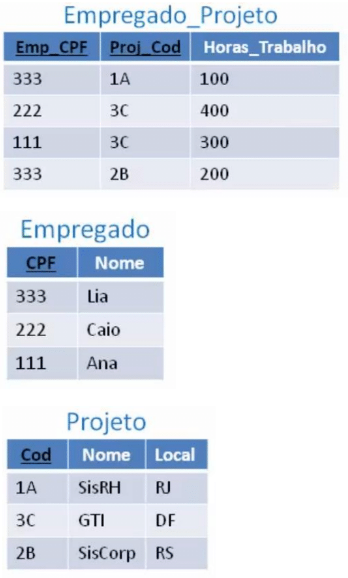 Empregado_Projeto
Emp_CPF Proj_Cod Horas_Trabalho
333 1A 100
222 3C 400
111 3C 300
333 2B 200
Empregado
CPF Nome
333 Lia
222 Caio
111 Ana
Projeto
Cod Nome Local
1A SisRH RJ
3C GTI DF
2B SisCorp RS